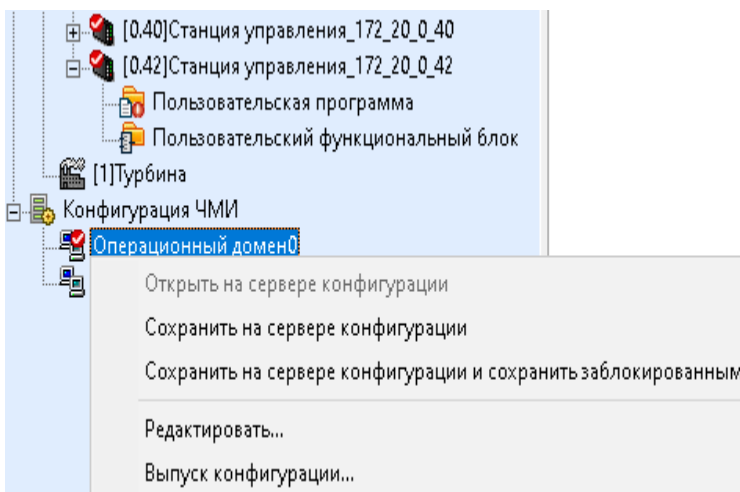 [0.40]Станция управления_172_20_0_40
[0.42]Станция управления_172_20_0_42
Пользовательская программа
Пользовательский функциональный блок
[1]Турбина
Конфигурация ЧМИ
Операционный домен0
Открыть на сервере конфигурации
Сохранить на сервере конфигурации
Сохранить на сервере конфигурации и сохранить заблокированным
Редактировать...
Выпуск конфигурации...